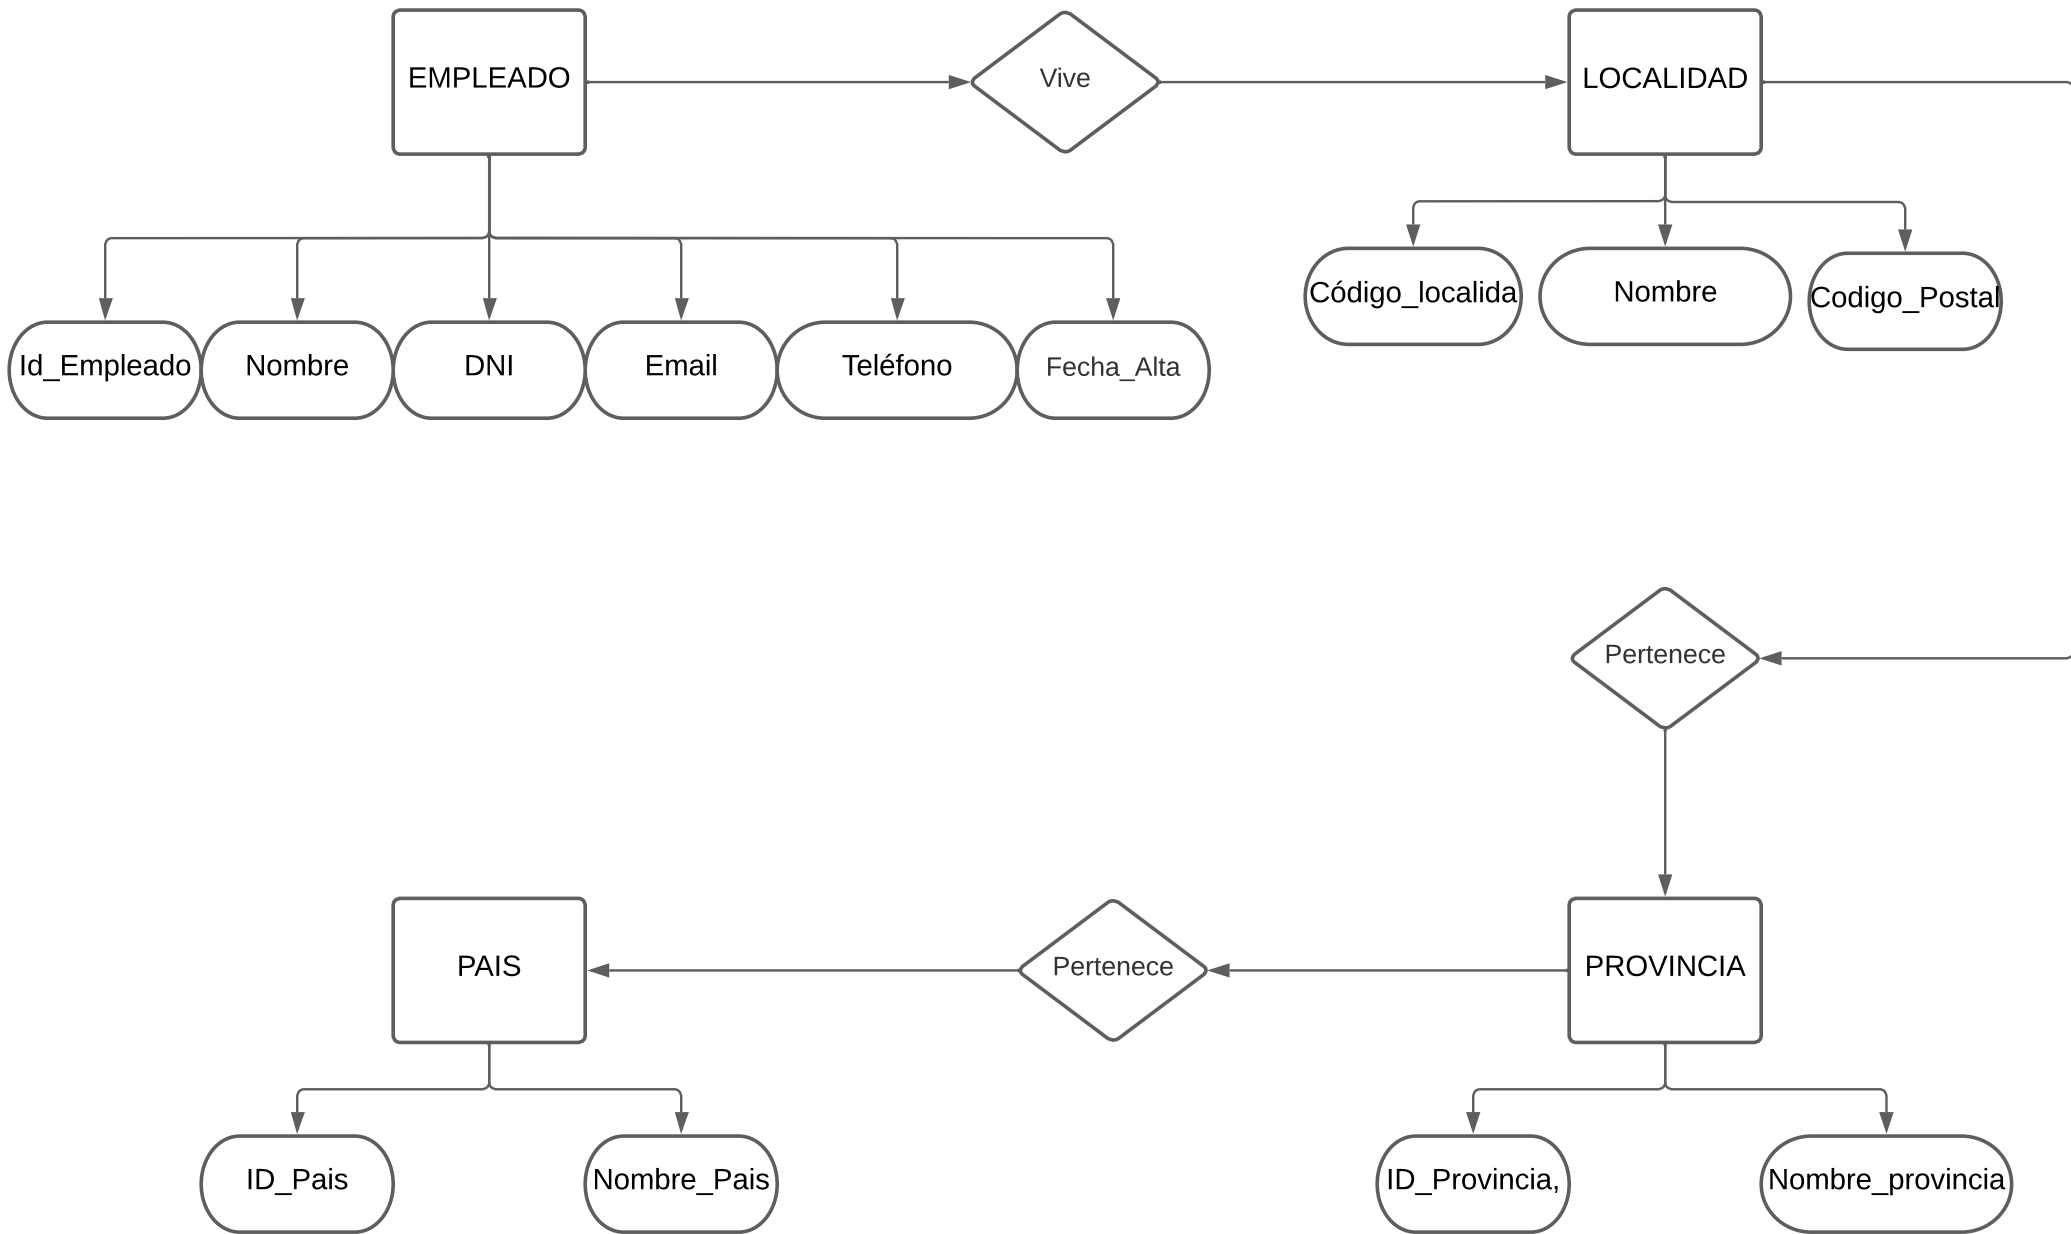 EMPLEADO
Vive
LOCALIDAD
Código_localida
Nombre
Codigo_Postal
Id_Empleado
Nombre
DNI
Email
Teléfono
Fecha_Alta
Pertenece
PAIS
Pertenece
PROVINCIA
ID_Pais
Nombre_Pais
ID_Provincia,
Nombre_provincia